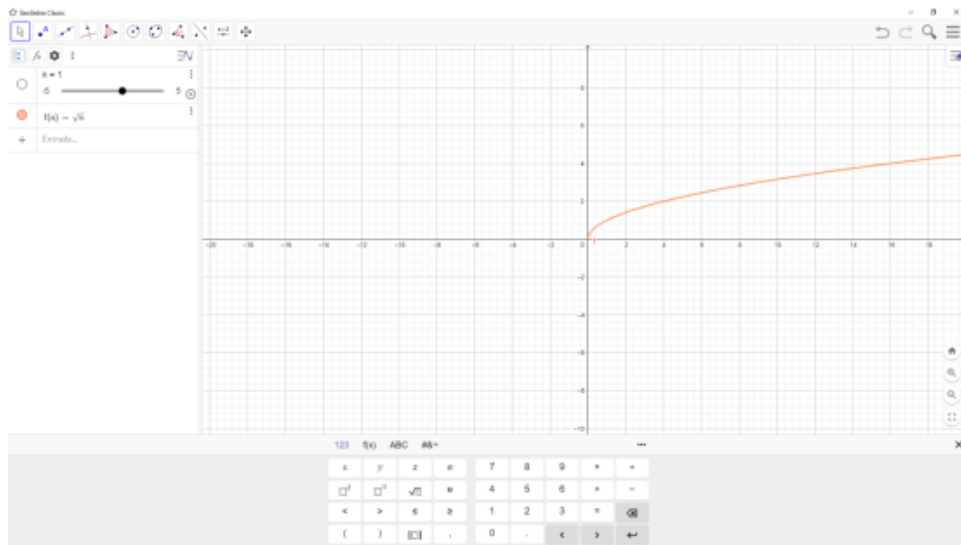 GeoGebra Classic
a = 1
-5 5
f(x) = √x
Entrada...
8
6
4
2
-20 -18 -16 -14 -12 -10 -8 -6 -4 -2 0 2 4 6 8 10 12 14 16 18
-2
-4
-6
-8
-10
123 f(x) ABC #&¬
x y z π 7 8 9 × ÷
e 4 5 6 + −
< > ≤ ≥ 1 2 3 =
( ) , 0 . < >